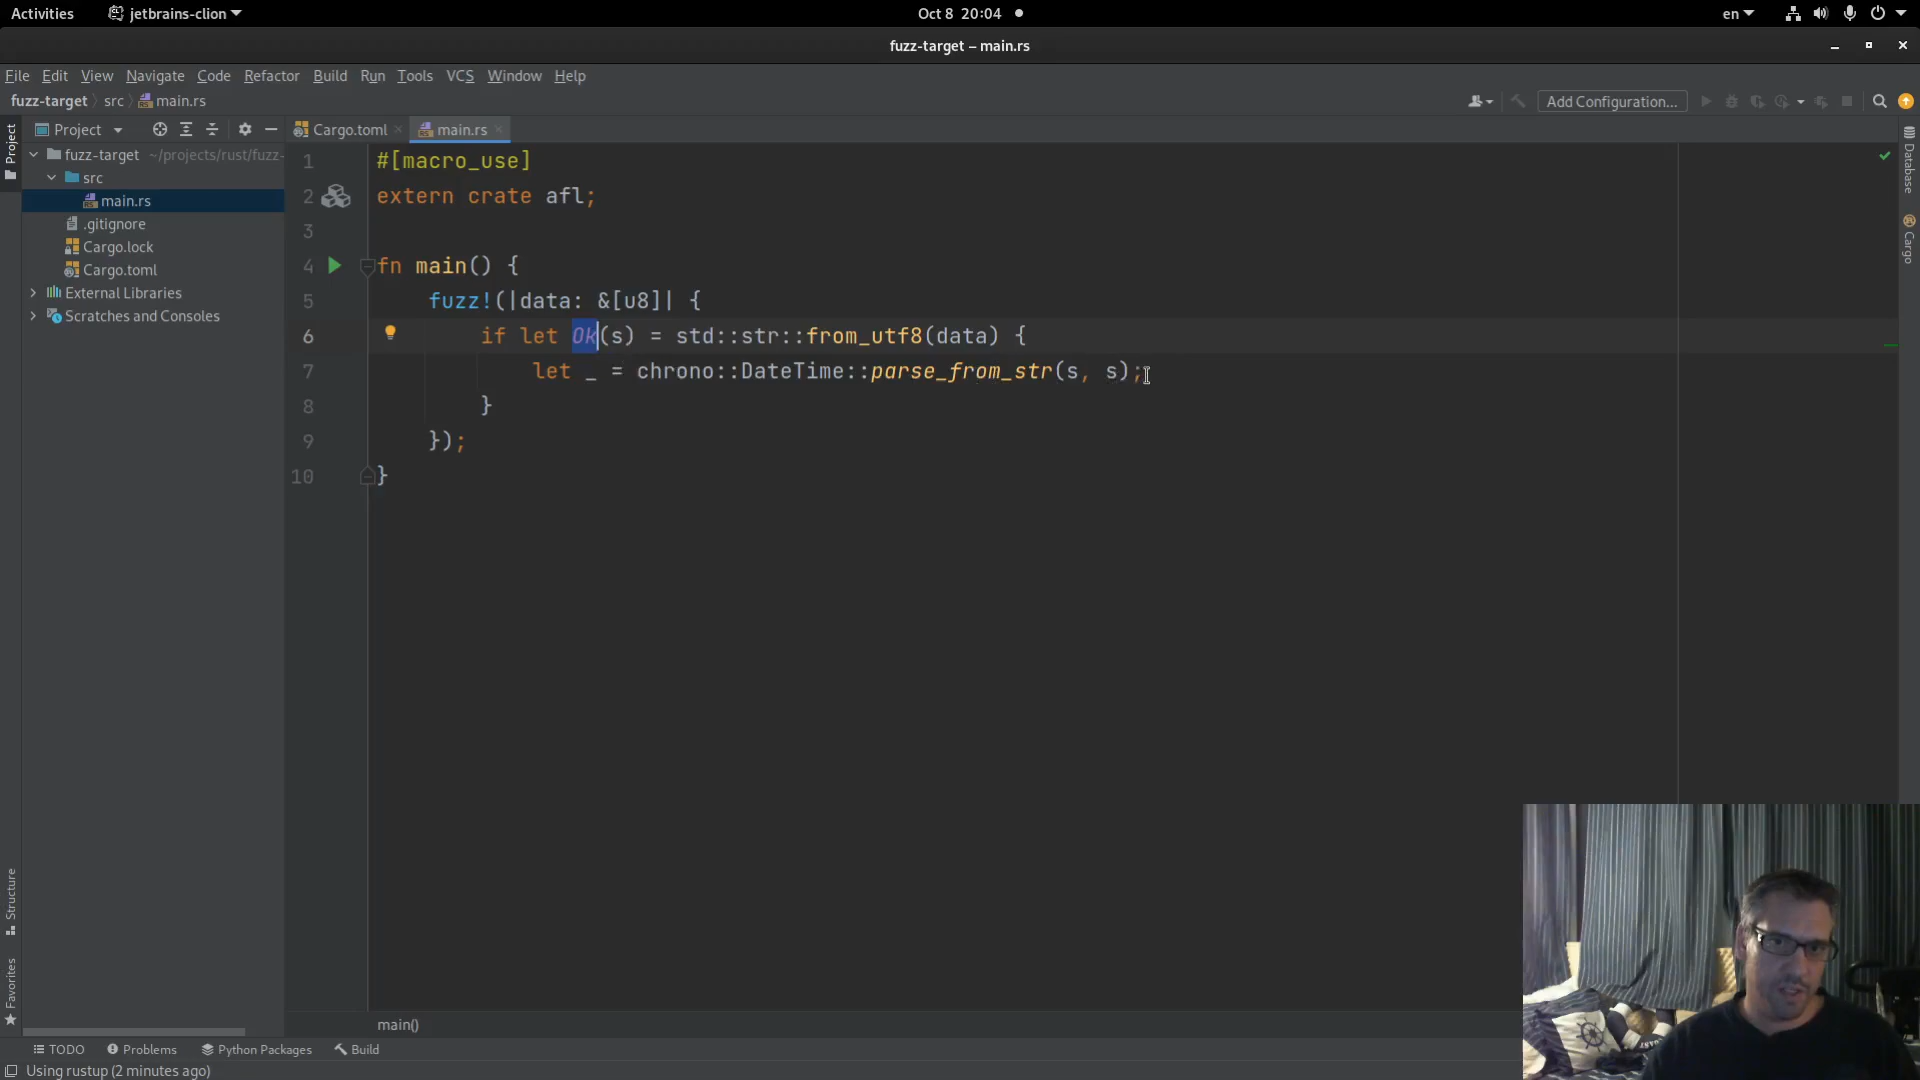 Activities jetbrains-clion Oct 8 20:04 en
fuzz-target – main.rs
File Edit View Navigate Code Refactor Build Run Tools VCS Window Help
fuzz-target src main.rs Add Configuration...
Project Cargo.toml main.rs
Project
fuzz-target ~/projects/rust/fuzz-
src
main.rs
.gitignore
Cargo.lock
Cargo.toml
External Libraries
Scratches and Consoles
1 #[macro_use]
2 extern crate afl;
3
4 fn main() {
5 fuzz!(|data: &[u8]| {
6 if let Ok(s) = std::str::from_utf8(data) {
7 let _ = chrono::DateTime::parse_from_str(s, s);
8 }
9 });
10 }
Database
Cargo
Structure
Favorites
main()
TODO Problems Python Packages Build
Using rustup (2 minutes ago)